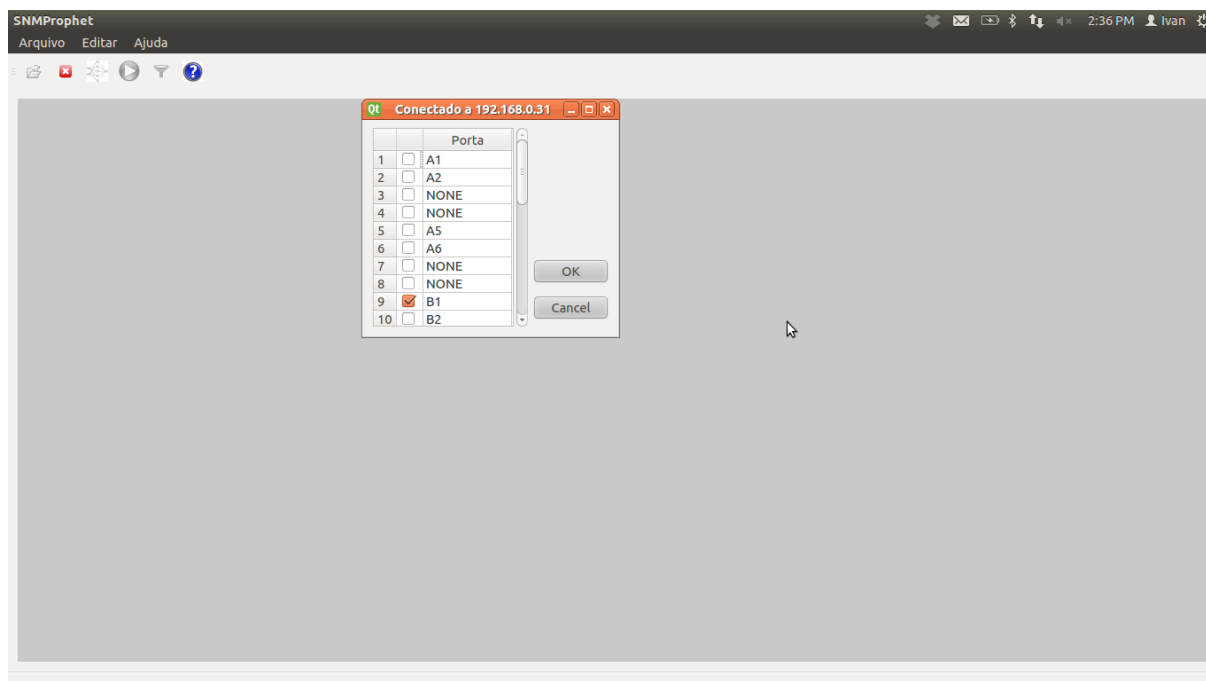 SNMProphet 2:36 PM Ivan
Arquivo Editar Ajuda
Qt Conectado a 192.168.0.31
Porta
1 A1
2 A2
3 NONE
4 NONE
5 A5
6 A6
7 NONE
8 NONE
9 B1
10 B2
OK
Cancel